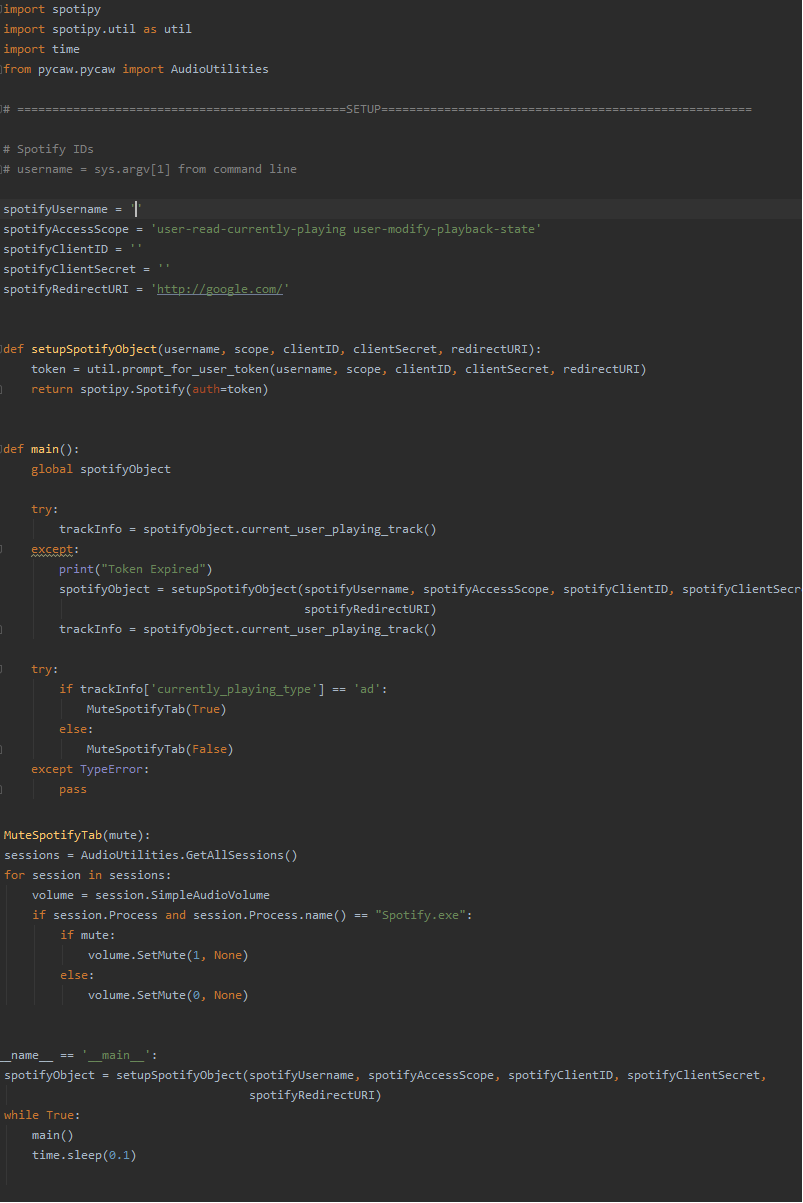 import spotipy
import spotipy.util as util
import time
from pycaw.pycaw import AudioUtilities
# ===============================================SETUP=====================================================
# Spotify IDs
# username = sys.argv[1] from command line
spotifyUsername = ''
spotifyAccessScope = 'user-read-currently-playing user-modify-playback-state'
spotifyClientID = ''
spotifyClientSecret = ''
spotifyRedirectURI = 'http://google.com/'
def setupSpotifyObject(username, scope, clientID, clientSecret, redirectURI):
    token = util.prompt_for_user_token(username, scope, clientID, clientSecret, redirectURI)
    return spotipy.Spotify(auth=token)
def main():
    global spotifyObject
    try:
        trackInfo = spotifyObject.current_user_playing_track()
    except:
        print("Token Expired")
        spotifyObject = setupSpotifyObject(spotifyUsername, spotifyAccessScope, spotifyClientID, spotifyClientSecr
                                           spotifyRedirectURI)
        trackInfo = spotifyObject.current_user_playing_track()
    try:
        if trackInfo['currently_playing_type'] == 'ad':
            MuteSpotifyTab(True)
        else:
            MuteSpotifyTab(False)
    except TypeError:
        pass
MuteSpotifyTab(mute):
sessions = AudioUtilities.GetAllSessions()
for session in sessions:
    volume = session.SimpleAudioVolume
    if session.Process and session.Process.name() == "Spotify.exe":
        if mute:
            volume.SetMute(1, None)
        else:
            volume.SetMute(0, None)
__name__ == '__main__':
spotifyObject = setupSpotifyObject(spotifyUsername, spotifyAccessScope, spotifyClientID, spotifyClientSecret,
                                   spotifyRedirectURI)
while True:
    main()
    time.sleep(0.1)